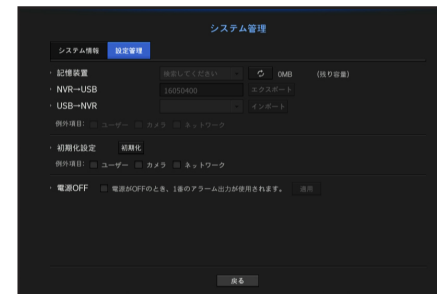 システム管理
システム情報 設定管理
記憶装置 検定してください 0MB (残り容量)
NVR→USB 16050400 エクスポート
USB→NVR インポート
例外項目: ユーザー カメラ ネットワーク
初期化設定 初期化
例外項目: ユーザー カメラ ネットワーク
電源OFF 電源がOFFのとき、1番のアラーム出力が使用されます。 適用
戻る